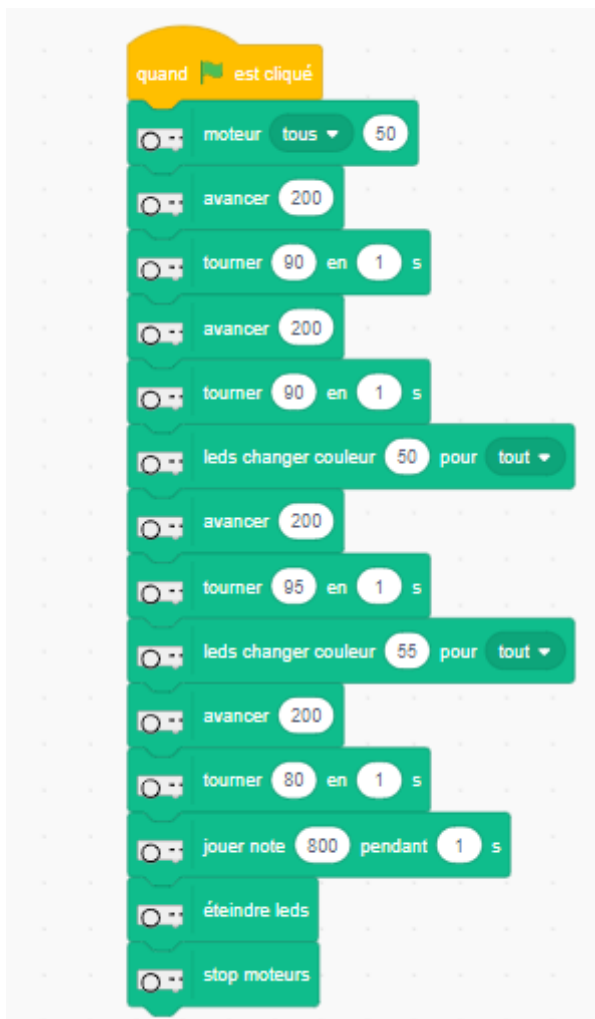 quand est cliqué
moteur tous 50
avancer 200
tourner 90 en 1 s
avancer 200
tourner 90 en 1 s
leds changer couleur 50 pour tout
avancer 200
tourner 95 en 1 s
leds changer couleur 55 pour tout
avancer 200
tourner 80 en 1 s
jouer note 800 pendant 1 s
éteindre leds
stop moteurs